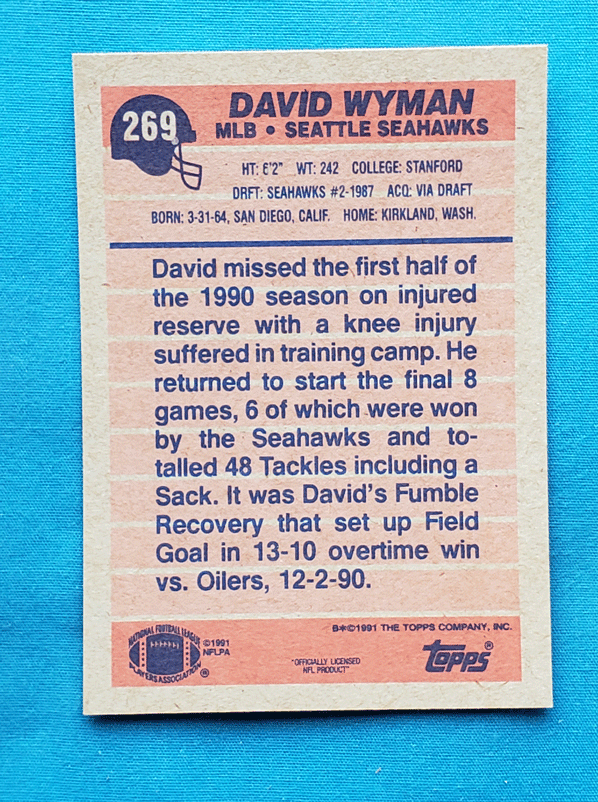 269
DAVID WYMAN
MLB • SEATTLE SEAHAWKS
HT: 6'2" WT: 242 COLLEGE: STANFORD
DRFT: SEAHAWKS #2-1987 ACQ: VIA DRAFT
BORN: 3-31-64, SAN DIEGO, CALIF. HOME: KIRKLAND, WASH.
David missed the first half of
the 1990 season on injured
reserve with a knee injury
suffered in training camp. He
returned to start the final 8
games, 6 of which were won
by the Seahawks and to-
talled 48 Tackles including a
Sack. It was David's Fumble
Recovery that set up Field
Goal in 13-10 overtime win
vs. Oilers, 12-2-90.
NATIONAL FOOTBALL LEAGUE
PLAYERS ASSOCIATION
®
©1991
NFLPA
B*©1991 THE TOPPS COMPANY, INC.
"OFFICIALLY LICENSED
NFL PRODUCT"
topps®